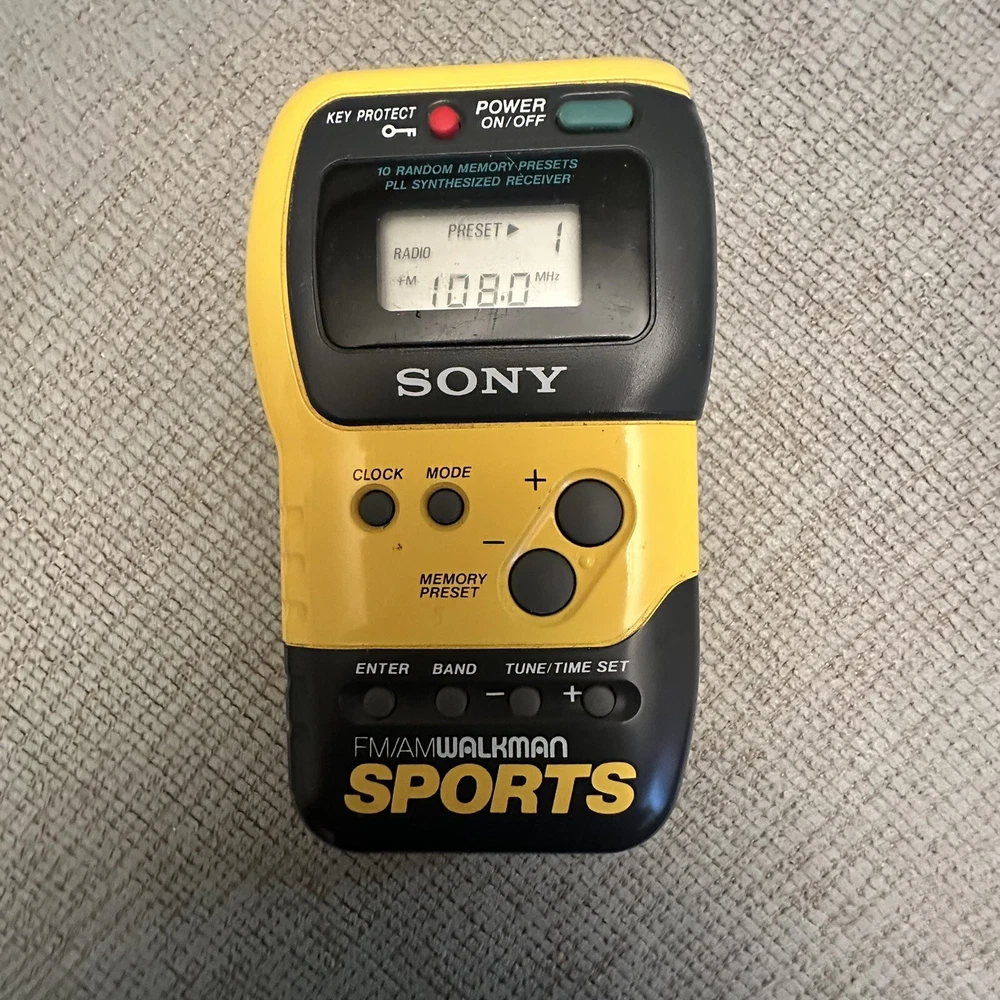 KEY PROTECT
POWER
ON/OFF
10 RANDOM MEMORY PRESETS
PLL SYNTHESIZED RECEIVER
PRESET ▶ 1
RADIO
FM 108.0 MHz
SONY
CLOCK MODE
+
−
MEMORY
PRESET
ENTER BAND TUNE/TIME SET
− +
FM/AM WALKMAN
SPORTS